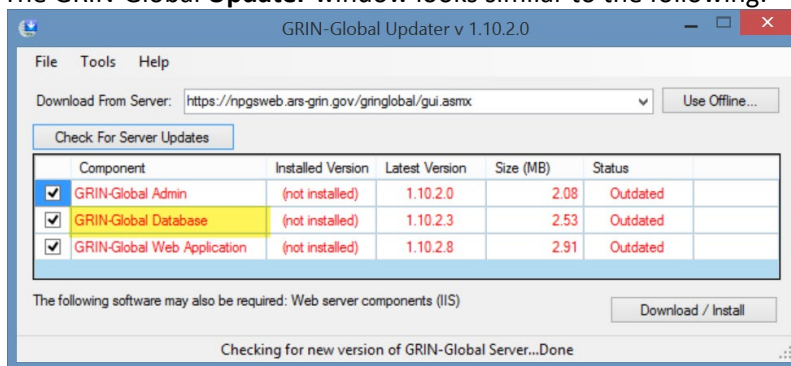 The GRIN-Global Updater window looks similar to the following:
GRIN-Global Updater v 1.10.2.0
File Tools Help
Download From Server: https://npgsweb.ars-grin.gov/gringlobal/gui.asmx Use Offline...
Check For Server Updates
Component Installed Version Latest Version Size (MB) Status
GRIN-Global Admin (not installed) 1.10.2.0 2.08 Outdated
GRIN-Global Database (not installed) 1.10.2.3 2.53 Outdated
GRIN-Global Web Application (not installed) 1.10.2.8 2.91 Outdated
The following software may also be required: Web server components (IIS) Download / Install
Checking for new version of GRIN-Global Server...Done